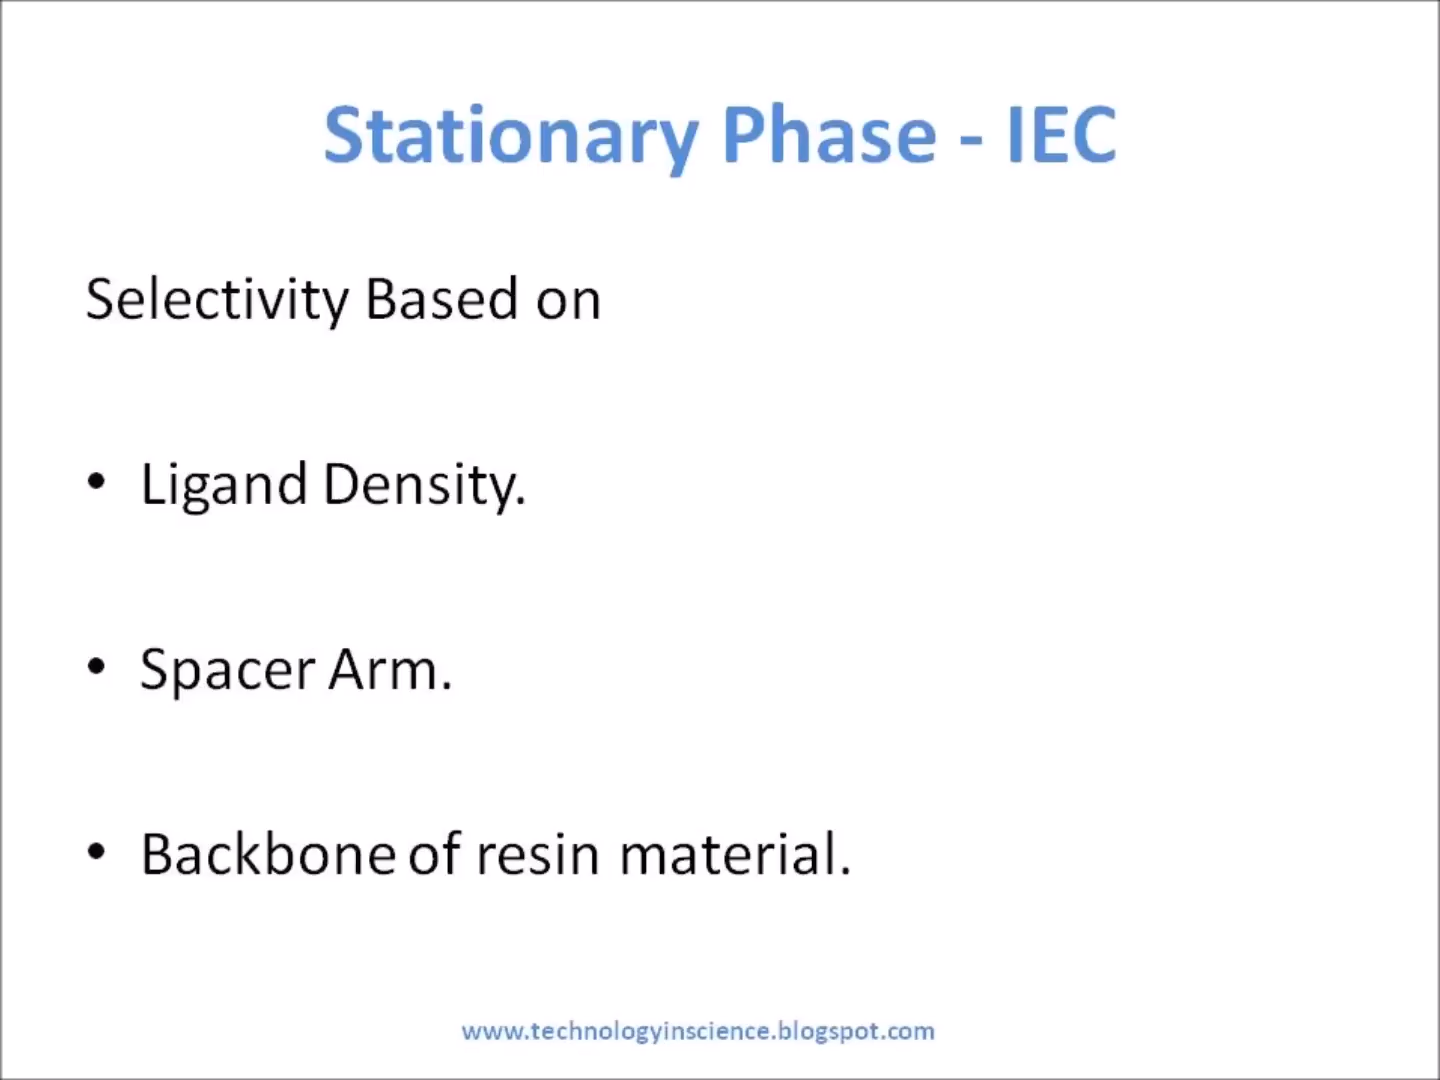 Stationary Phase - IEC
Selectivity Based on
• Ligand Density.
• Spacer Arm.
• Backbone of resin material.
www.technologyinscience.blogspot.com